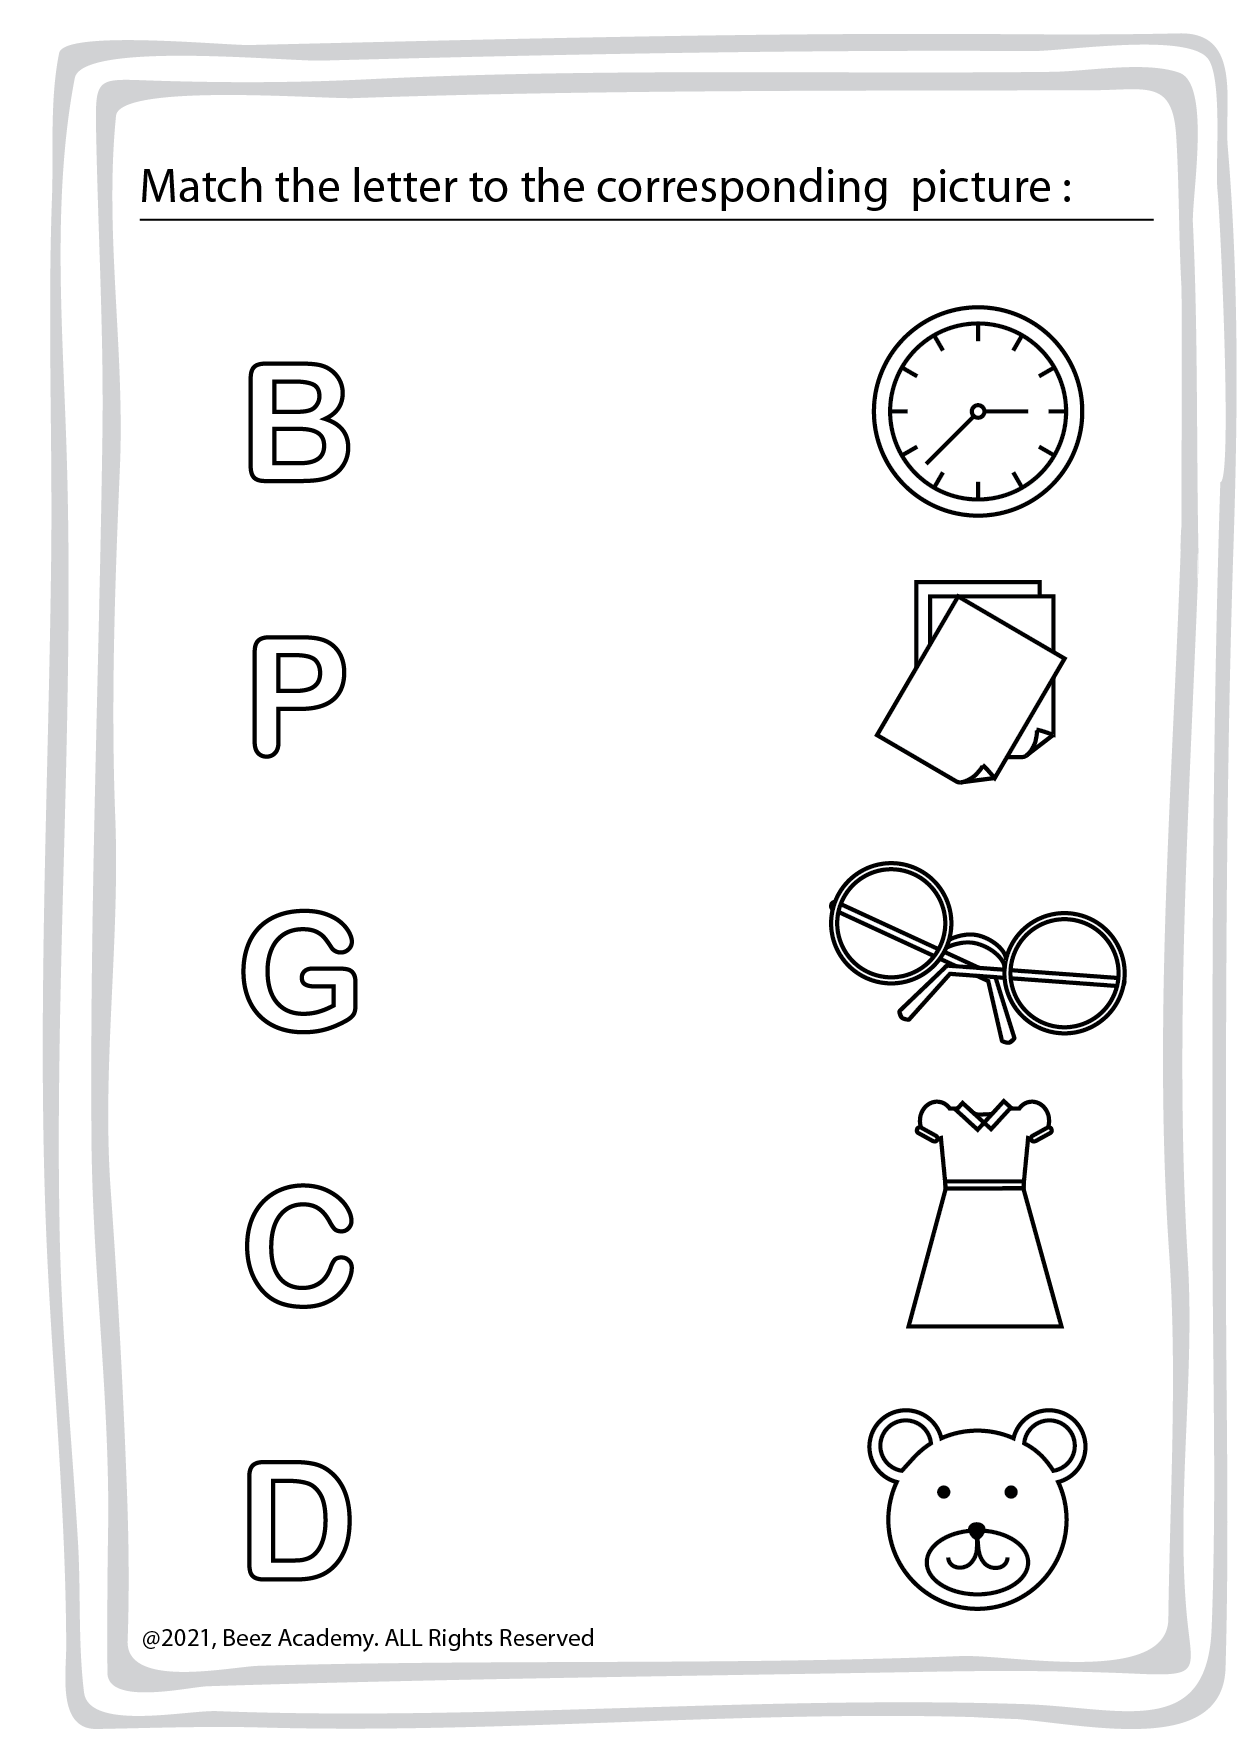 Match the letter to the corresponding picture :
B
P
G
C
D
@2021, Beez Academy. ALL Rights Reserved